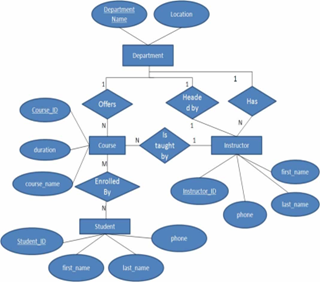 Department
Name
Location
Department
1
1
1
Offers
Heade
d by
Has
N
1
N
Course_ID
duration
course_name
Course
N
Is
taught
by
1
Instructor
M
Enrolled
By
N
Student
Instructor_ID
phone
first_name
last_name
Student_ID
first_name
last_name
phone